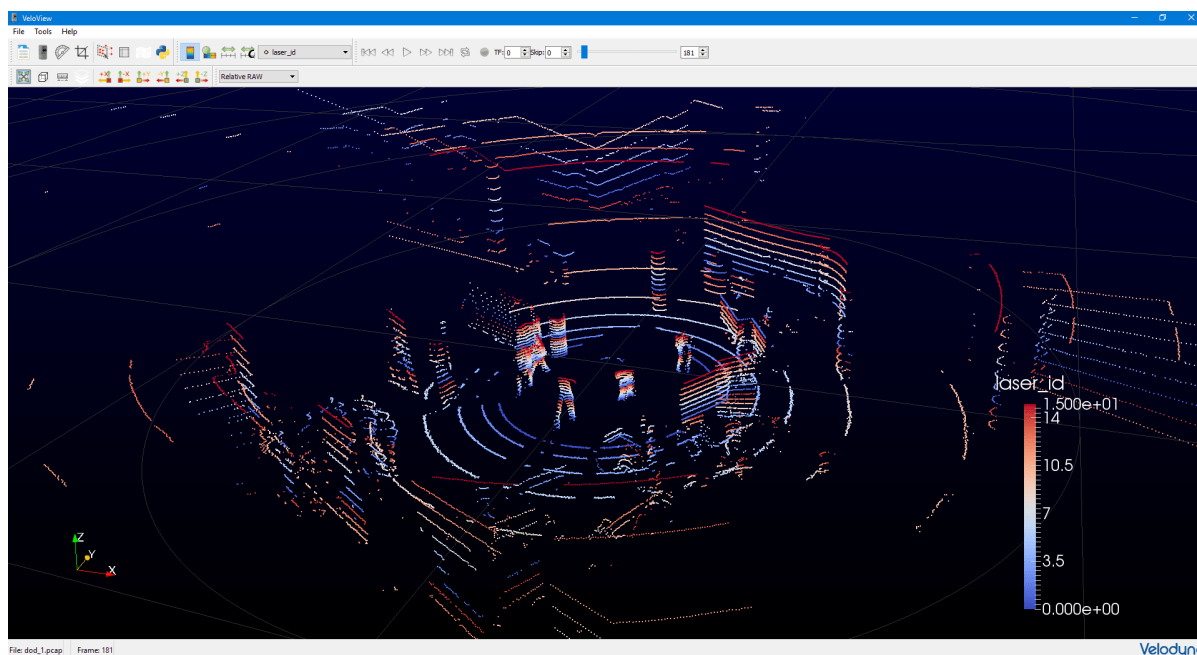 VeloView
File Tools Help
laser_id
TF: 0 Skip: 0
181
+X -X +Y -Y +Z -Z
Relative RAW
laser_id
1.500e+01
14
10.5
7
3.5
0.000e+00
Z
Y
X
File: dod_1.pcap Frame: 181
Velodyn